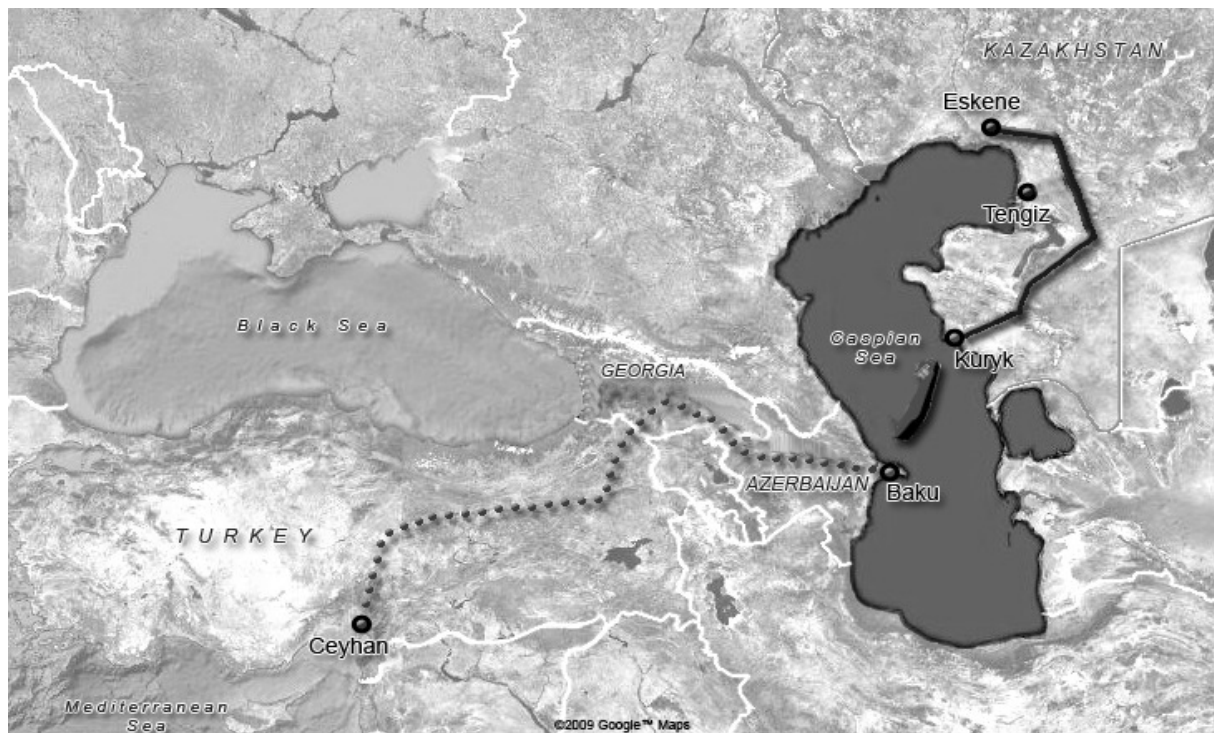 KAZAKHSTAN
Eskene
Tengiz
Black Sea
Caspian
Sea
Kuryk
GEORGIA
AZERBAIJAN
Baku
TURKEY
Ceyhan
Mediterranean
Sea
©2009 Google™ Maps